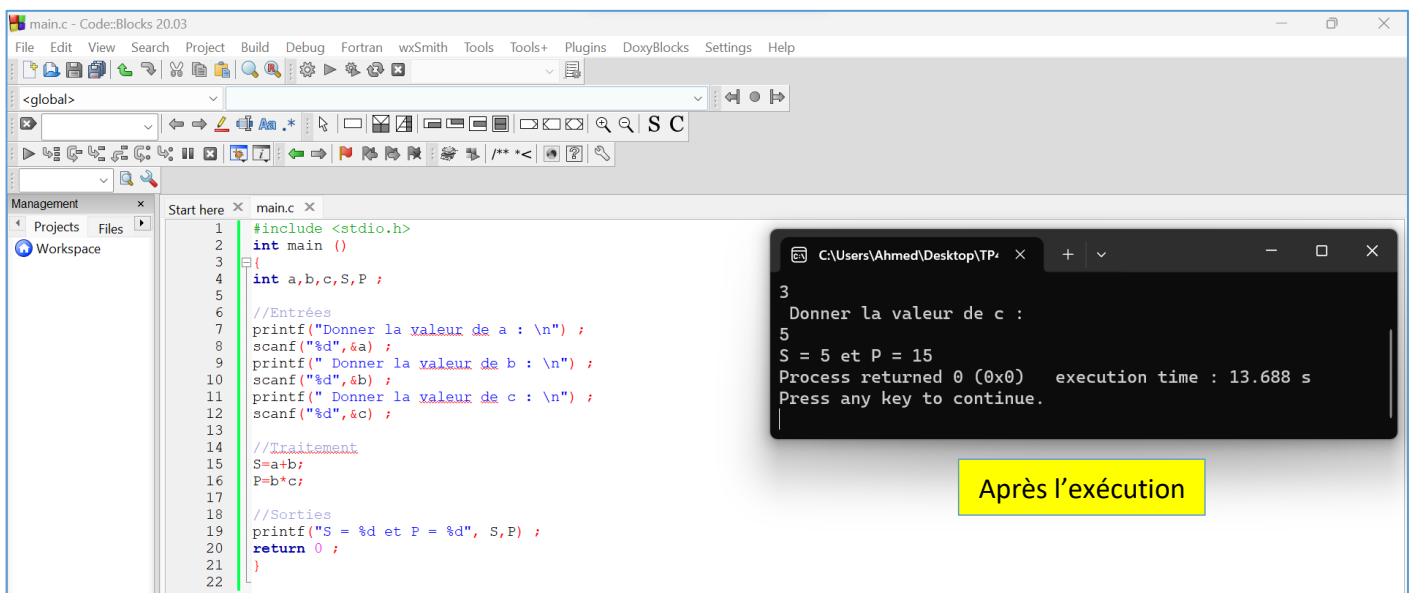 main.c - Code::Blocks 20.03
File Edit View Search Project Build Debug Fortran wxSmith Tools Tools+ Plugins DoxyBlocks Settings Help
<global>
S C
/** *<
Management
Projects Files
Workspace
Start here main.c
1 #include <stdio.h>
2 int main ()
3 {
4 int a,b,c,S,P ;
5
6 //Entrées
7 printf("Donner la valeur de a : \n") ;
8 scanf("%d",&a) ;
9 printf(" Donner la valeur de b : \n") ;
10 scanf("%d",&b) ;
11 printf(" Donner la valeur de c : \n") ;
12 scanf("%d",&c) ;
13
14 //Traitement
15 S=a+b;
16 P=b*c;
17
18 //Sorties
19 printf("S = %d et P = %d", S,P) ;
20 return 0 ;
21 }
22
C:\Users\Ahmed\Desktop\TP4
3
Donner la valeur de c :
5
S = 5 et P = 15
Process returned 0 (0x0) execution time : 13.688 s
Press any key to continue.
Après l'exécution